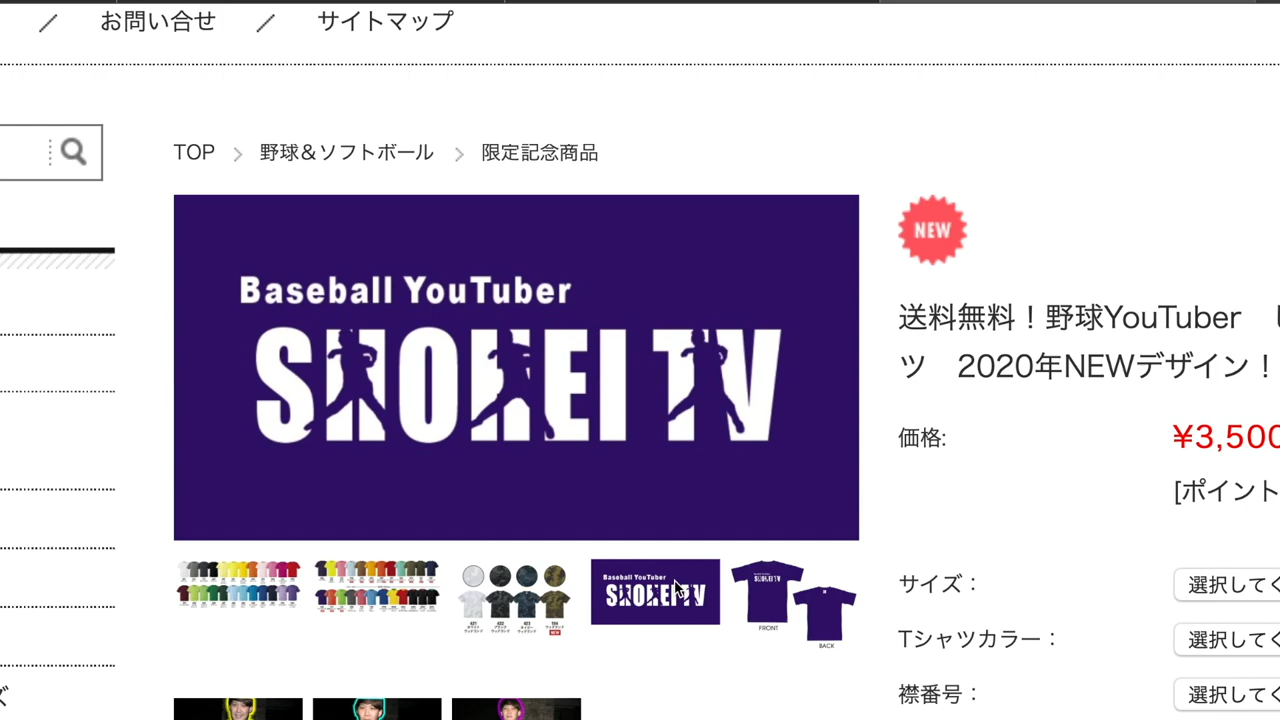 お問い合せ
サイトマップ
TOP
野球＆ソフトボール
限定記念商品
Baseball YouTuber
SHOHEI TV
NEW
送料無料！野球YouTuber
ツ　2020年NEWデザイン！
価格:
¥3,500
[ポイント
サイズ：
選択してく
Tシャツカラー：
選択してく
襟番号：
選択してく
Baseball YouTuber
SHOHEI TV
FRONT
BACK
ズ